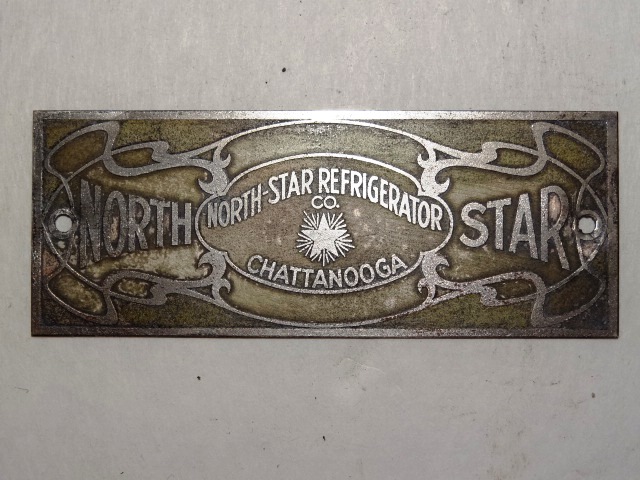 NORTH STAR
NORTH-STAR REFRIGERATOR
CO.
CHATTANOOGA